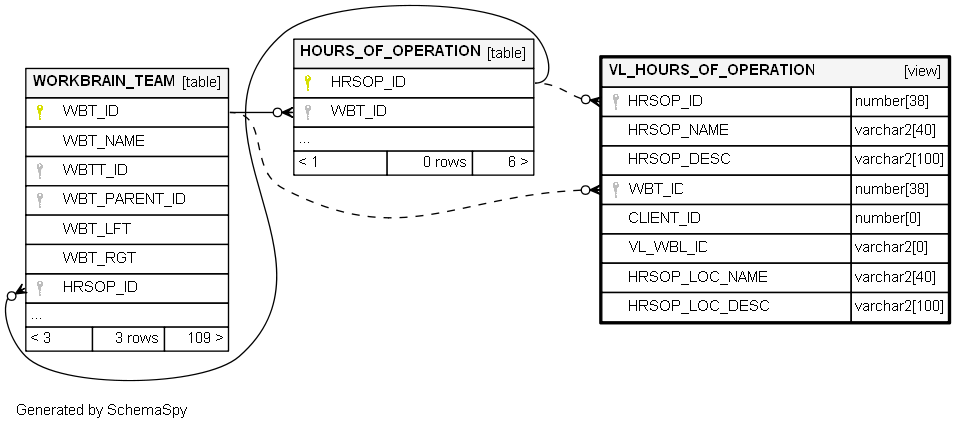 WORKBRAIN_TEAM [table]
WBT_ID
WBT_NAME
WBTT_ID
WBT_PARENT_ID
WBT_LFT
WBT_RGT
HRSOP_ID
...
< 3 3 rows 109 >
HOURS_OF_OPERATION [table]
HRSOP_ID
WBT_ID
...
< 1 0 rows 6 >
VL_HOURS_OF_OPERATION [view]
HRSOP_ID number[38]
HRSOP_NAME varchar2[40]
HRSOP_DESC varchar2[100]
WBT_ID number[38]
CLIENT_ID number[0]
VL_WBL_ID varchar2[0]
HRSOP_LOC_NAME varchar2[40]
HRSOP_LOC_DESC varchar2[100]
Generated by SchemaSpy